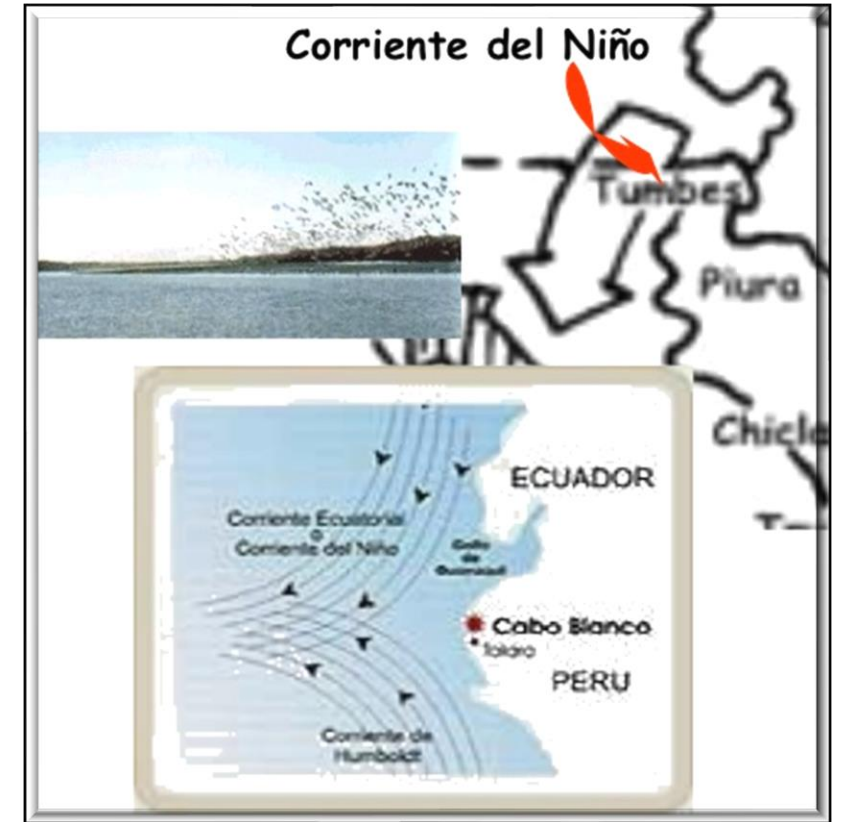 Corriente del Niño
Tumbes
Piura
Chicl
ECUADOR
Corriente Ecuatorial
o
Corriente del Niño
Golfo
de
Cabo Blanco
Talara
PERU
Corriente de
Humboldt